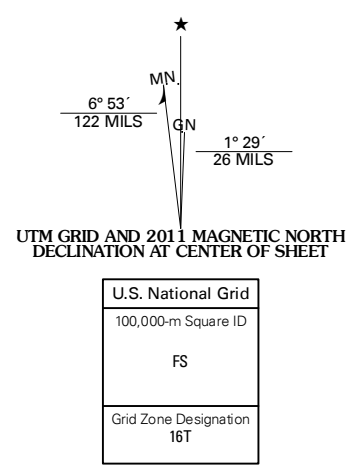 ★
MN
6° 53´
122 MILS
GN
1° 29´
26 MILS
UTM GRID AND 2011 MAGNETIC NORTH
DECLINATION AT CENTER OF SHEET
U.S. National Grid
100,000-m Square ID
FS
Grid Zone Designation
16T